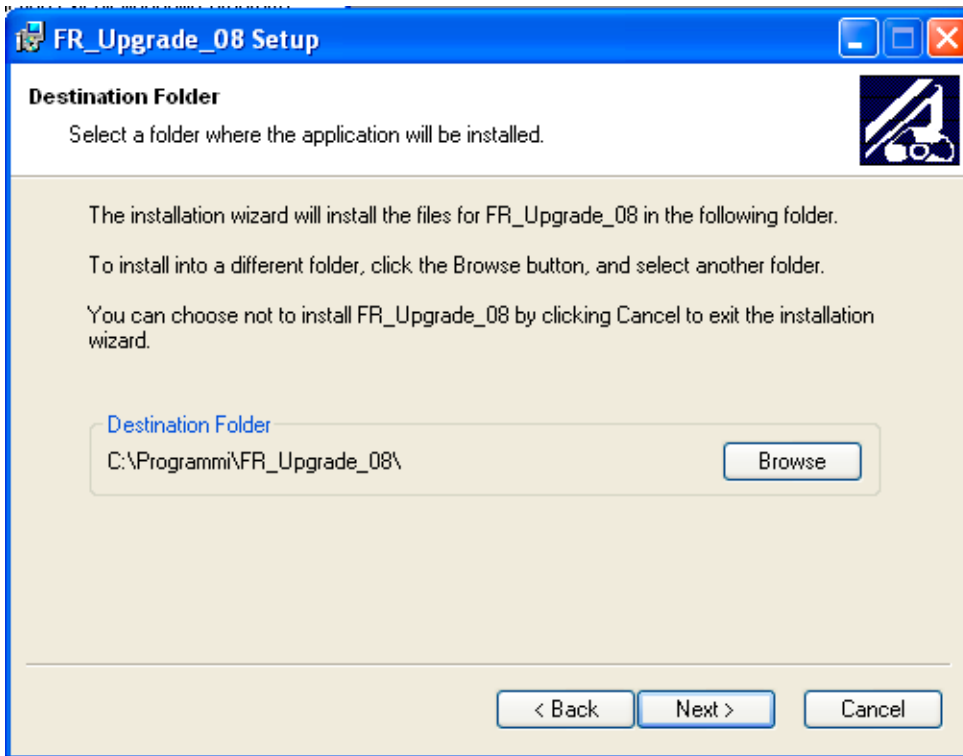 FR_Upgrade_08 Setup
Destination Folder
Select a folder where the application will be installed.
The installation wizard will install the files for FR_Upgrade_08 in the following folder.
To install into a different folder, click the Browse button, and select another folder.
You can choose not to install FR_Upgrade_08 by clicking Cancel to exit the installation
wizard.
Destination Folder
C:\Programmi\FR_Upgrade_08\
Browse
< Back
Next >
Cancel